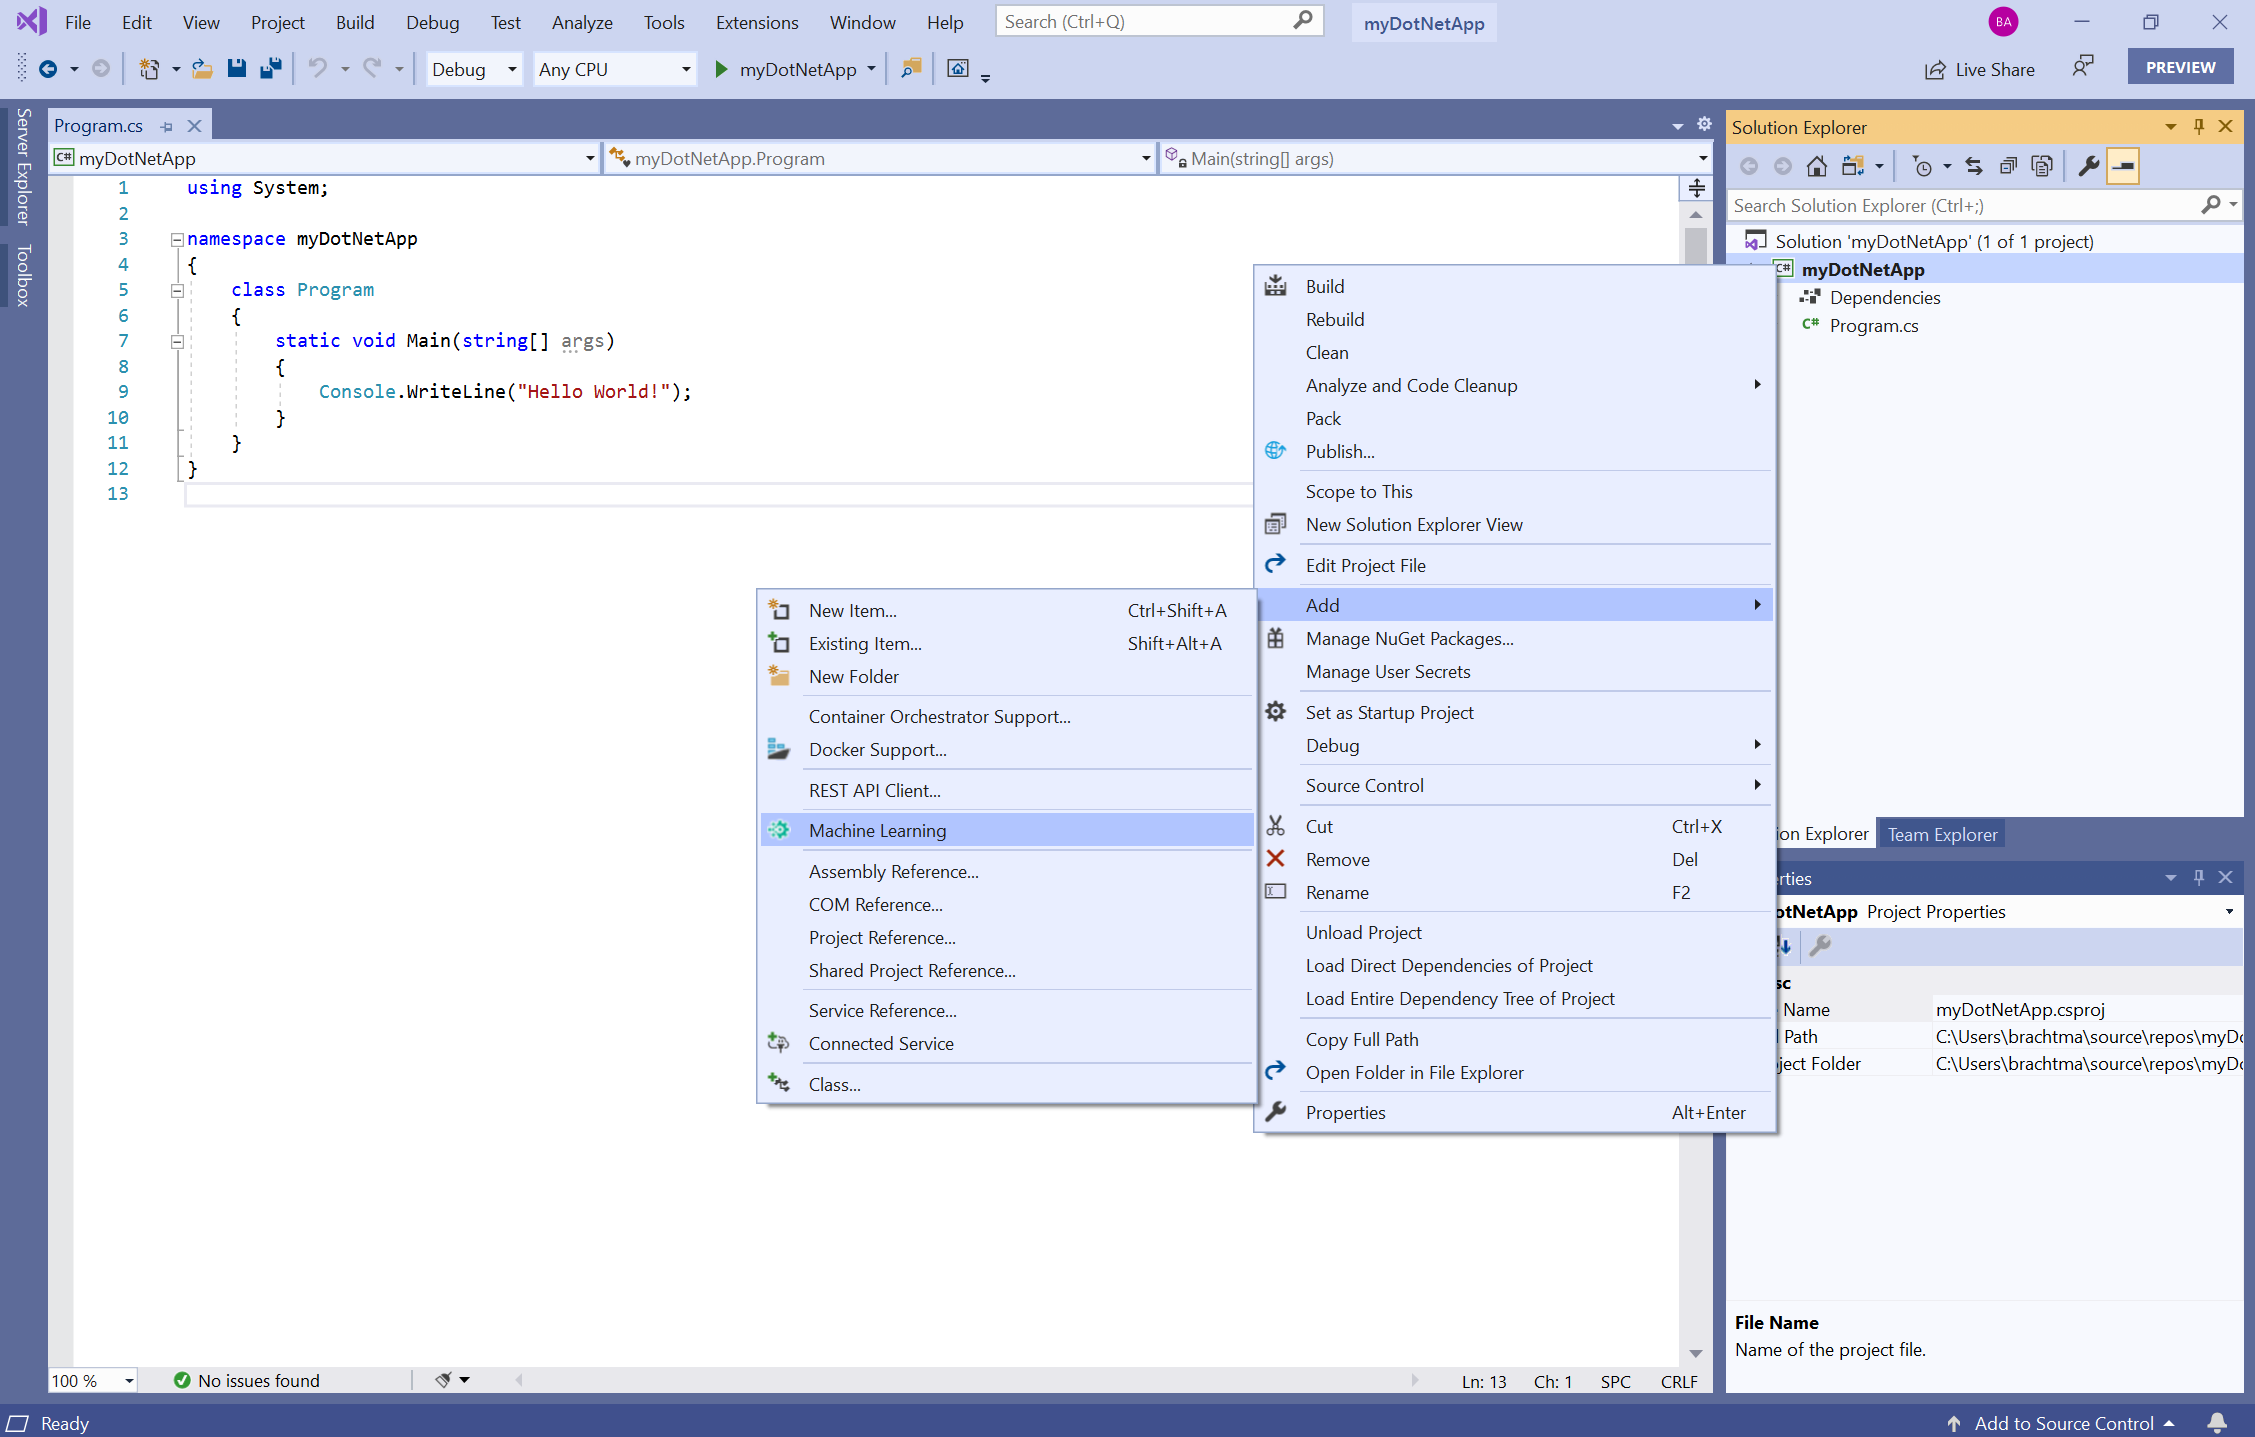 File Edit View Project Build Debug Test Analyze Tools Extensions Window Help Search (Ctrl+Q) myDotNetApp BA
Debug Any CPU myDotNetApp Live Share PREVIEW
Server Explorer
Toolbox
Program.cs
myDotNetApp myDotNetApp.Program Main(string[] args)
1 using System;
2
3 namespace myDotNetApp
4 {
5 class Program
6 {
7 static void Main(string[] args)
8 {
9 Console.WriteLine("Hello World!");
10 }
11 }
12 }
13
New Item... Ctrl+Shift+A
Existing Item... Shift+Alt+A
New Folder
Container Orchestrator Support...
Docker Support...
REST API Client...
Machine Learning
Assembly Reference...
COM Reference...
Project Reference...
Shared Project Reference...
Service Reference...
Connected Service
Class...
Build
Rebuild
Clean
Analyze and Code Cleanup
Pack
Publish...
Scope to This
New Solution Explorer View
Edit Project File
Add
Manage NuGet Packages...
Manage User Secrets
Set as Startup Project
Debug
Source Control
Cut Ctrl+X
Remove Del
Rename F2
Unload Project
Load Direct Dependencies of Project
Load Entire Dependency Tree of Project
Copy Full Path
Open Folder in File Explorer
Properties Alt+Enter
Solution Explorer
Search Solution Explorer (Ctrl+;)
Solution 'myDotNetApp' (1 of 1 project)
C# myDotNetApp
Dependencies
C# Program.cs
ion Explorer Team Explorer
rties
otNetApp Project Properties
sc
Name myDotNetApp.csproj
l Path C:\Users\brachtma\source\repos\myDo
ject Folder C:\Users\brachtma\source\repos\myDo
File Name
Name of the project file.
100 % No issues found Ln: 13 Ch: 1 SPC CRLF
Ready Add to Source Control